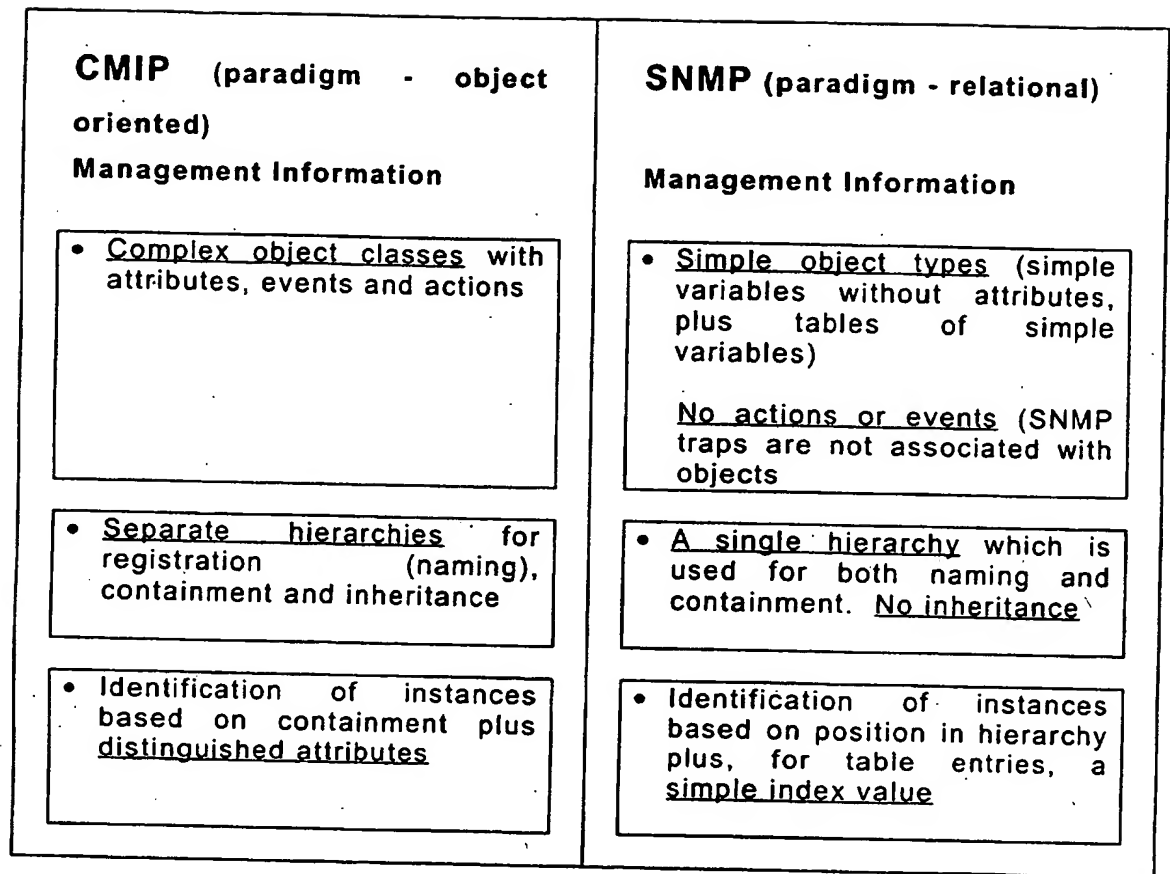 CMIP (paradigm - object
oriented)
Management Information
• Complex object classes with
attributes, events and actions
• Separate hierarchies for
registration (naming),
containment and inheritance
• Identification of instances
based on containment plus
distinguished attributes
SNMP (paradigm - relational)
Management Information
• Simple object types (simple
variables without attributes,
plus tables of simple
variables)
No actions or events (SNMP
traps are not associated with
objects
• A single hierarchy which is
used for both naming and
containment. No inheritance
• Identification of instances
based on position in hierarchy
plus, for table entries, a
simple index value